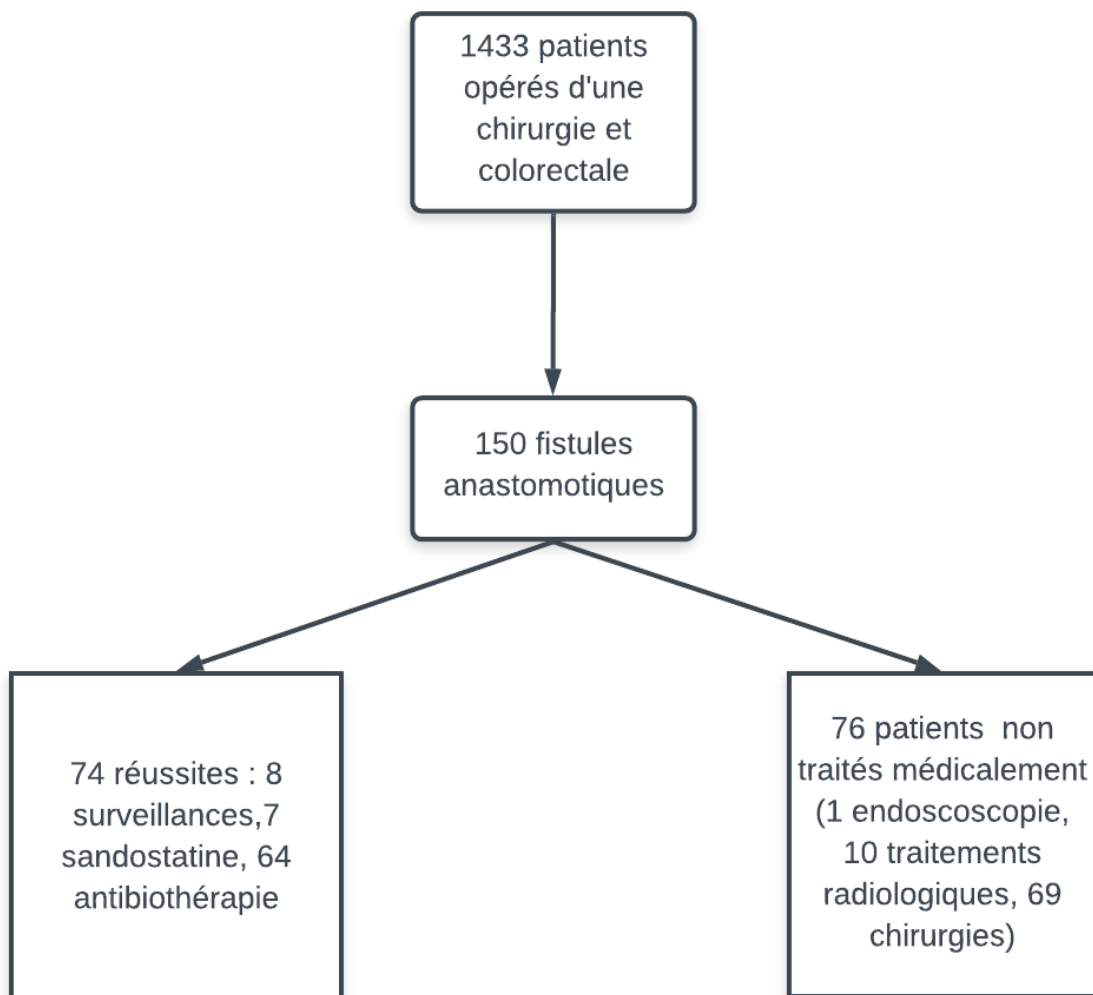 1433 patients
opérés d'une
chirurgie et
colorectale
150 fistules
anastomotiques
74 réussites : 8
surveillances,7
sandostatine, 64
antibiothérapie
76 patients  non
traités médicalement
(1 endoscoscopie,
10 traitements
radiologiques, 69
chirurgies)